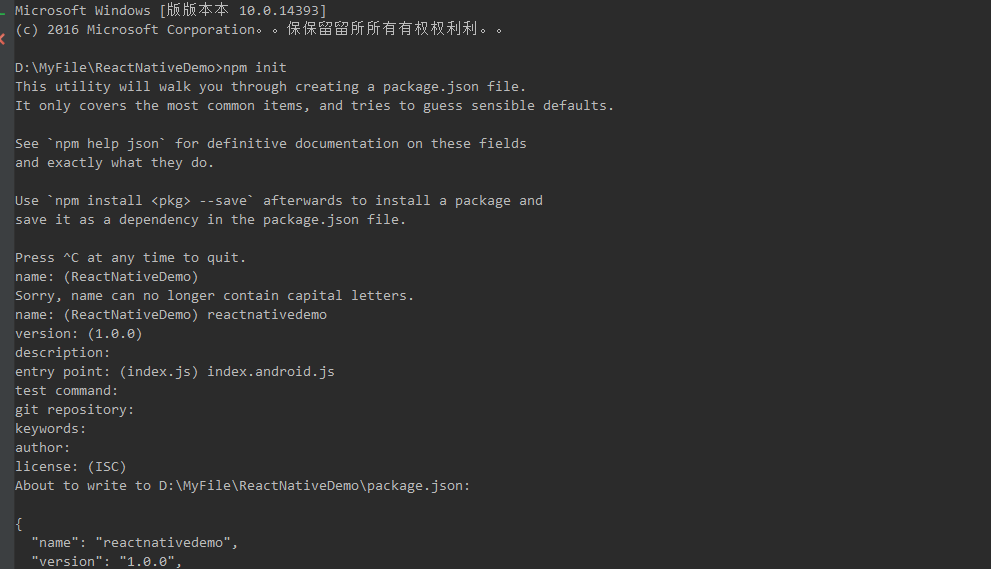 Microsoft Windows [版版本本 10.0.14393]
(c) 2016 Microsoft Corporation。。保保留留所所有有权权利利。。
D:\MyFile\ReactNativeDemo>npm init
This utility will walk you through creating a package.json file.
It only covers the most common items, and tries to guess sensible defaults.
See `npm help json` for definitive documentation on these fields
and exactly what they do.
Use `npm install <pkg> --save` afterwards to install a package and
save it as a dependency in the package.json file.
Press ^C at any time to quit.
name: (ReactNativeDemo)
Sorry, name can no longer contain capital letters.
name: (ReactNativeDemo) reactnativedemo
version: (1.0.0)
description:
entry point: (index.js) index.android.js
test command:
git repository:
keywords:
author:
license: (ISC)
About to write to D:\MyFile\ReactNativeDemo\package.json:
{
  "name": "reactnativedemo",
  "version": "1.0.0",